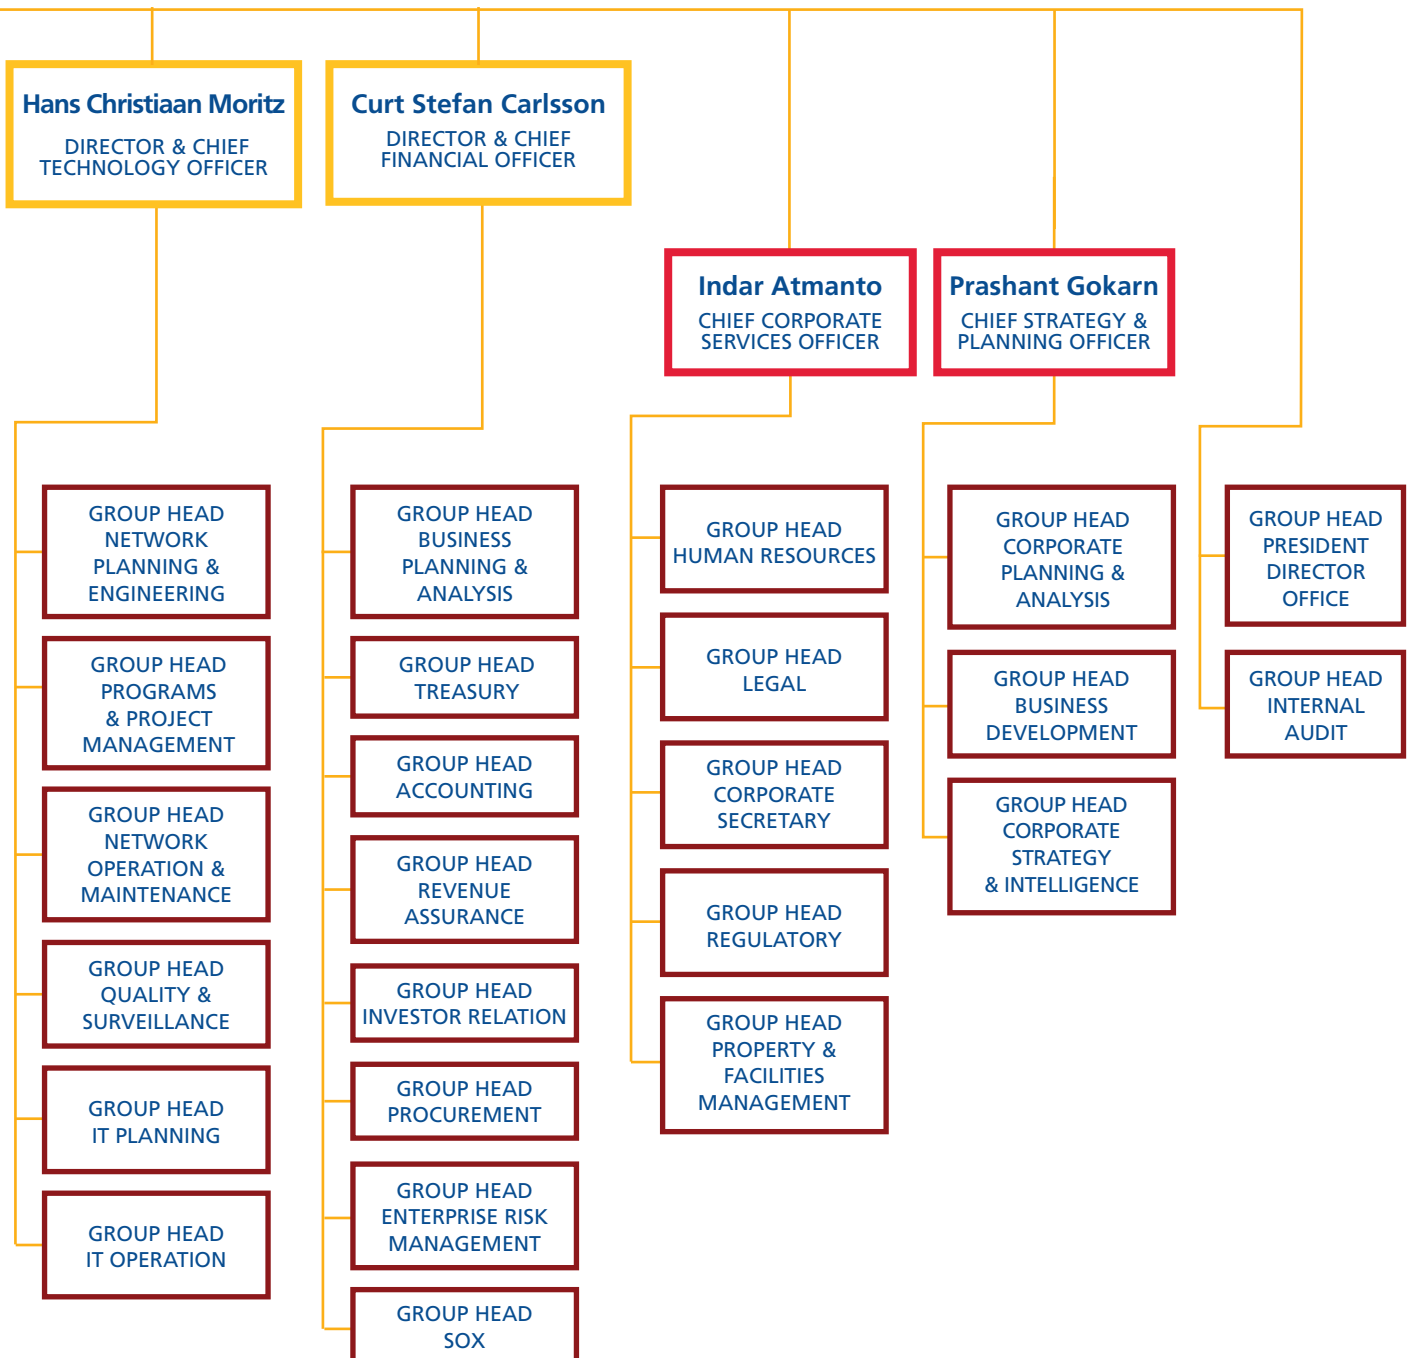 Hans Christiaan Moritz
DIRECTOR & CHIEF
TECHNOLOGY OFFICER
Curt Stefan Carlsson
DIRECTOR & CHIEF
FINANCIAL OFFICER
Indar Atmanto
CHIEF CORPORATE
SERVICES OFFICER
Prashant Gokarn
CHIEF STRATEGY &
PLANNING OFFICER
GROUP HEAD
NETWORK
PLANNING &
ENGINEERING
GROUP HEAD
PROGRAMS
& PROJECT
MANAGEMENT
GROUP HEAD
NETWORK
OPERATION &
MAINTENANCE
GROUP HEAD
QUALITY &
SURVEILLANCE
GROUP HEAD
IT PLANNING
GROUP HEAD
IT OPERATION
GROUP HEAD
BUSINESS
PLANNING &
ANALYSIS
GROUP HEAD
TREASURY
GROUP HEAD
ACCOUNTING
GROUP HEAD
REVENUE
ASSURANCE
GROUP HEAD
INVESTOR RELATION
GROUP HEAD
PROCUREMENT
GROUP HEAD
ENTERPRISE RISK
MANAGEMENT
GROUP HEAD
SOX
GROUP HEAD
HUMAN RESOURCES
GROUP HEAD
LEGAL
GROUP HEAD
CORPORATE
SECRETARY
GROUP HEAD
REGULATORY
GROUP HEAD
PROPERTY &
FACILITIES
MANAGEMENT
GROUP HEAD
CORPORATE
PLANNING &
ANALYSIS
GROUP HEAD
BUSINESS
DEVELOPMENT
GROUP HEAD
CORPORATE
STRATEGY
& INTELLIGENCE
GROUP HEAD
PRESIDENT
DIRECTOR
OFFICE
GROUP HEAD
INTERNAL
AUDIT